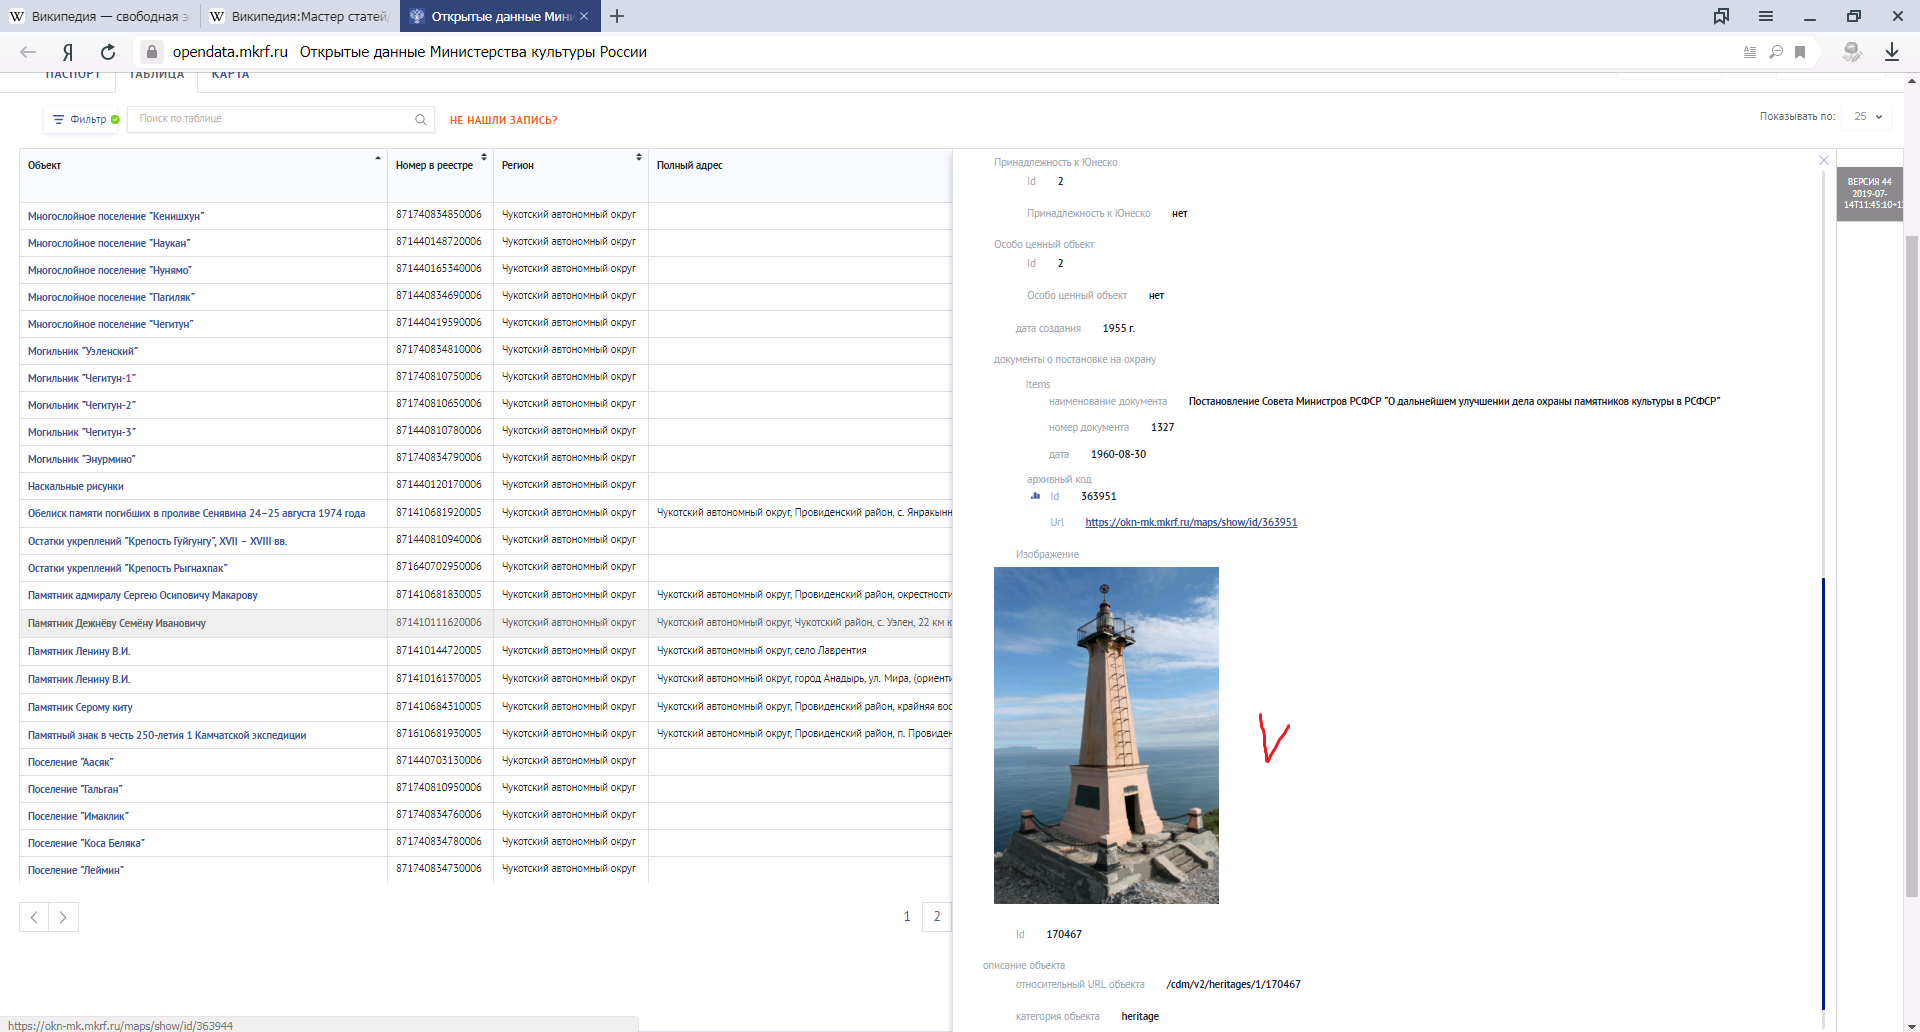 Википедия — свободная э
Википедия:Мастер статей
Открытые данные Мини
opendata.mkrf.ru Открытые данные Министерства культуры России
ПАСПОРТ ТАБЛИЦА КАРТА
Фильтр Поиск по таблице НЕ НАШЛИ ЗАПИСЬ? Показывать по: 25
Объект Номер в реестре Регион Полный адрес
Многослойное поселение "Кенишхун" 871740834850006 Чукотский автономный округ
Многослойное поселение "Наукан" 871440148720006 Чукотский автономный округ
Многослойное поселение "Нунямо" 871440165340006 Чукотский автономный округ
Многослойное поселение "Пагиляк" 871440834690006 Чукотский автономный округ
Многослойное поселение "Чегитун" 871440419590006 Чукотский автономный округ
Могильник "Уэленский" 871740834810006 Чукотский автономный округ
Могильник "Чегитун-1" 871740810750006 Чукотский автономный округ
Могильник "Чегитун-2" 871740810650006 Чукотский автономный округ
Могильник "Чегитун-3" 871440810780006 Чукотский автономный округ
Могильник "Энурмино" 871740834790006 Чукотский автономный округ
Наскальные рисунки 871440120170006 Чукотский автономный округ
Обелиск памяти погибших в проливе Сенявина 24–25 августа 1974 года 871410681920005 Чукотский автономный округ Чукотский автономный округ, Провиденский район, с. Янракынн
Остатки укреплений "Крепость Гуйгунгу", XVII – XVIII вв. 871440810940006 Чукотский автономный округ
Остатки укреплений "Крепость Рыгнахпак" 871640702950006 Чукотский автономный округ
Памятник адмиралу Сергею Осиповичу Макарову 871410681830005 Чукотский автономный округ Чукотский автономный округ, Провиденский район, окрестности
Памятник Дежнёву Семёну Ивановичу 871410111620006 Чукотский автономный округ Чукотский автономный округ, Чукотский район, с. Уэлен, 22 км ю
Памятник Ленину В.И. 871410144720005 Чукотский автономный округ Чукотский автономный округ, село Лаврентия
Памятник Ленину В.И. 871410161370005 Чукотский автономный округ Чукотский автономный округ, город Анадырь, ул. Мира, (ориенти
Памятник Серому киту 871410684310005 Чукотский автономный округ Чукотский автономный округ, Провиденский район, крайняя вос
Памятный знак в честь 250-летия 1 Камчатской экспедиции 871610681930005 Чукотский автономный округ Чукотский автономный округ, Провиденский район, п. Провиден
Поселение "Аасяк" 871440703130006 Чукотский автономный округ
Поселение "Гальган" 871740810950006 Чукотский автономный округ
Поселение "Имаклик" 871740834760006 Чукотский автономный округ
Поселение "Коса Беляка" 871740834780006 Чукотский автономный округ
Поселение "Леймин" 871740834730006 Чукотский автономный округ
1 2
Принадлежность к Юнеско
Id 2
Принадлежность к Юнеско нет
Особо ценный объект
Id 2
Особо ценный объект нет
дата создания 1955 г.
документы о постановке на охрану
Items
наименование документа Постановление Совета Министров РСФСР "О дальнейшем улучшении дела охраны памятников культуры в РСФСР"
номер документа 1327
дата 1960-08-30
архивный код
Id 363951
Url https://okn-mk.mkrf.ru/maps/show/id/363951
Изображение
Id 170467
описание объекта
относительный URL объекта /cdm/v2/heritages/1/170467
категория объекта heritage
ВЕРСИЯ 44
2019-07-
14T11:45:10+1
https://okn-mk.mkrf.ru/maps/show/id/363944